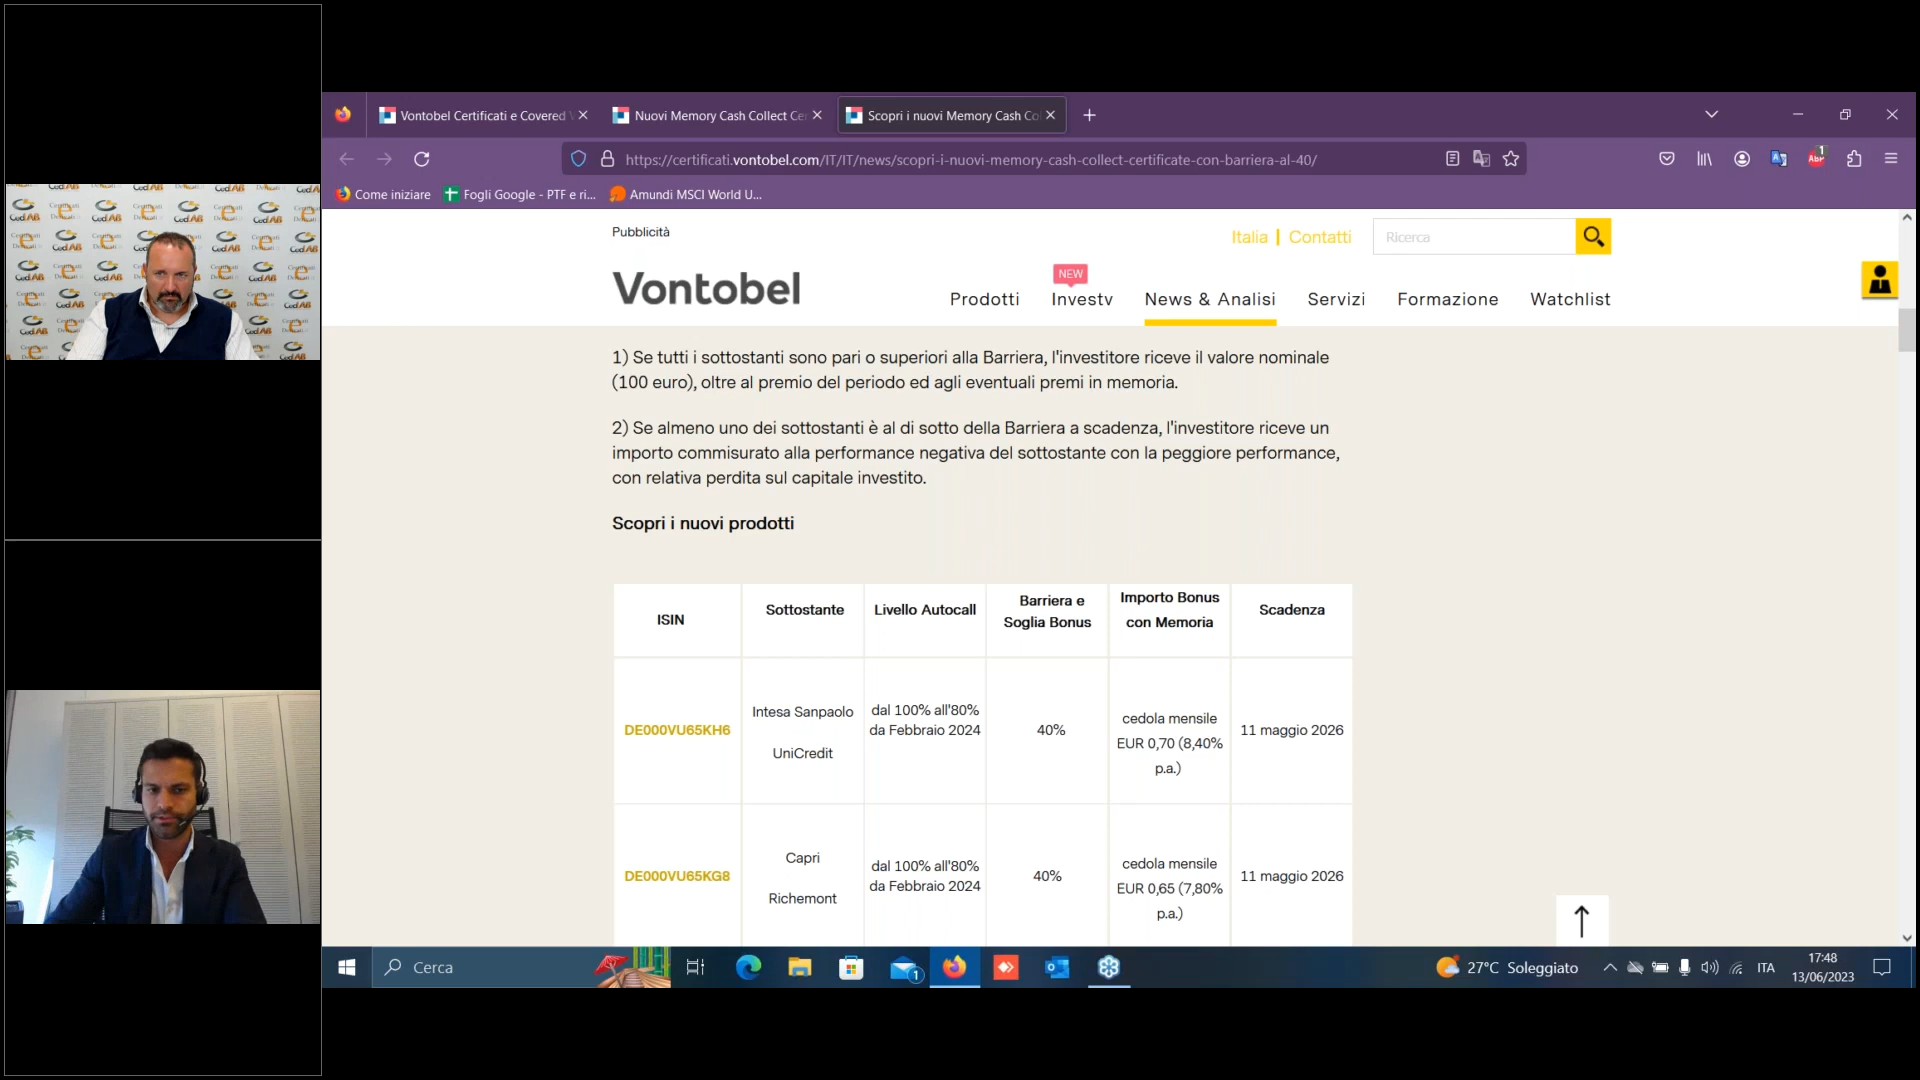 Vontobel Certificati e Covered
Nuovi Memory Cash Collect Ce
Scopri i nuovi Memory Cash Col
https://certificati.vontobel.com/IT/IT/news/scopri-i-nuovi-memory-cash-collect-certificate-con-barriera-al-40/
Come iniziare
Fogli Google - PTF e ri...
Amundi MSCI World U...
Pubblicità
Italia | Contatti
Ricerca
Vontobel
NEW
Prodotti
Investv
News & Analisi
Servizi
Formazione
Watchlist
1) Se tutti i sottostanti sono pari o superiori alla Barriera, l'investitore riceve il valore nominale
(100 euro), oltre al premio del periodo ed agli eventuali premi in memoria.
2) Se almeno uno dei sottostanti è al di sotto della Barriera a scadenza, l'investitore riceve un
importo commisurato alla performance negativa del sottostante con la peggiore performance,
con relativa perdita sul capitale investito.
Scopri i nuovi prodotti
ISIN
Sottostante
Livello Autocall
Barriera e
Soglia Bonus
Importo Bonus
con Memoria
Scadenza
DE000VU65KH6
Intesa Sanpaolo
UniCredit
dal 100% all'80%
da Febbraio 2024
40%
cedola mensile
EUR 0,70 (8,40%
p.a.)
11 maggio 2026
DE000VU65KG8
Capri
Richemont
dal 100% all'80%
da Febbraio 2024
40%
cedola mensile
EUR 0,65 (7,80%
p.a.)
11 maggio 2026
Cerca
27°C Soleggiato
ITA
17:48
13/06/2023